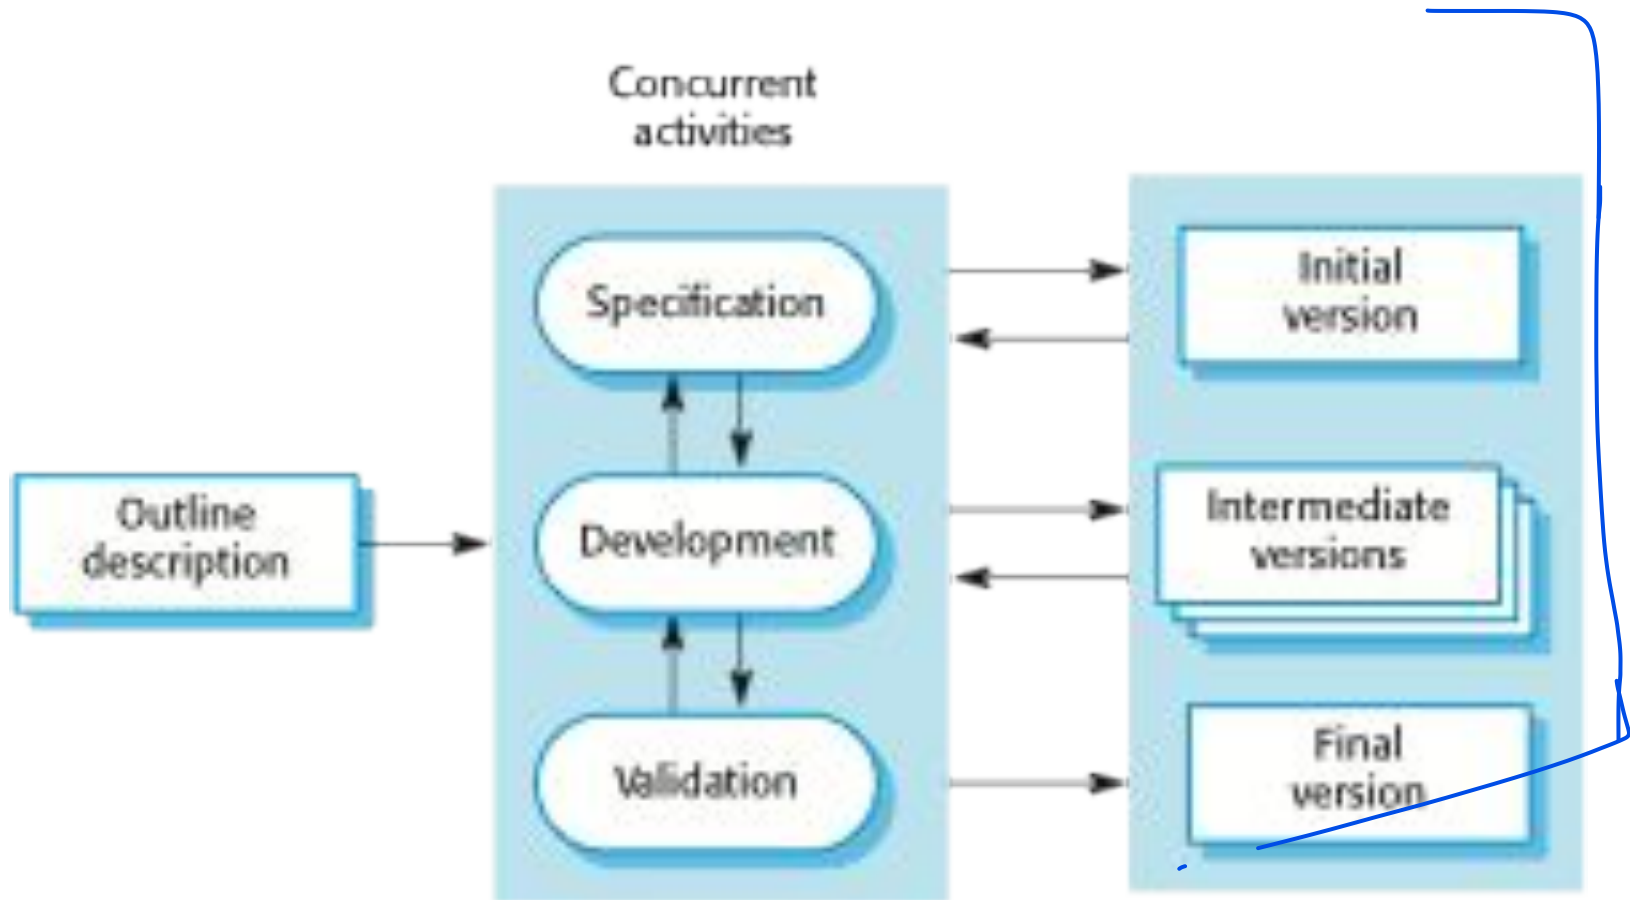 Concurrent
activities
Outline
description
Specification
Development
Validation
Initial
version
Intermediate
versions
Final
version